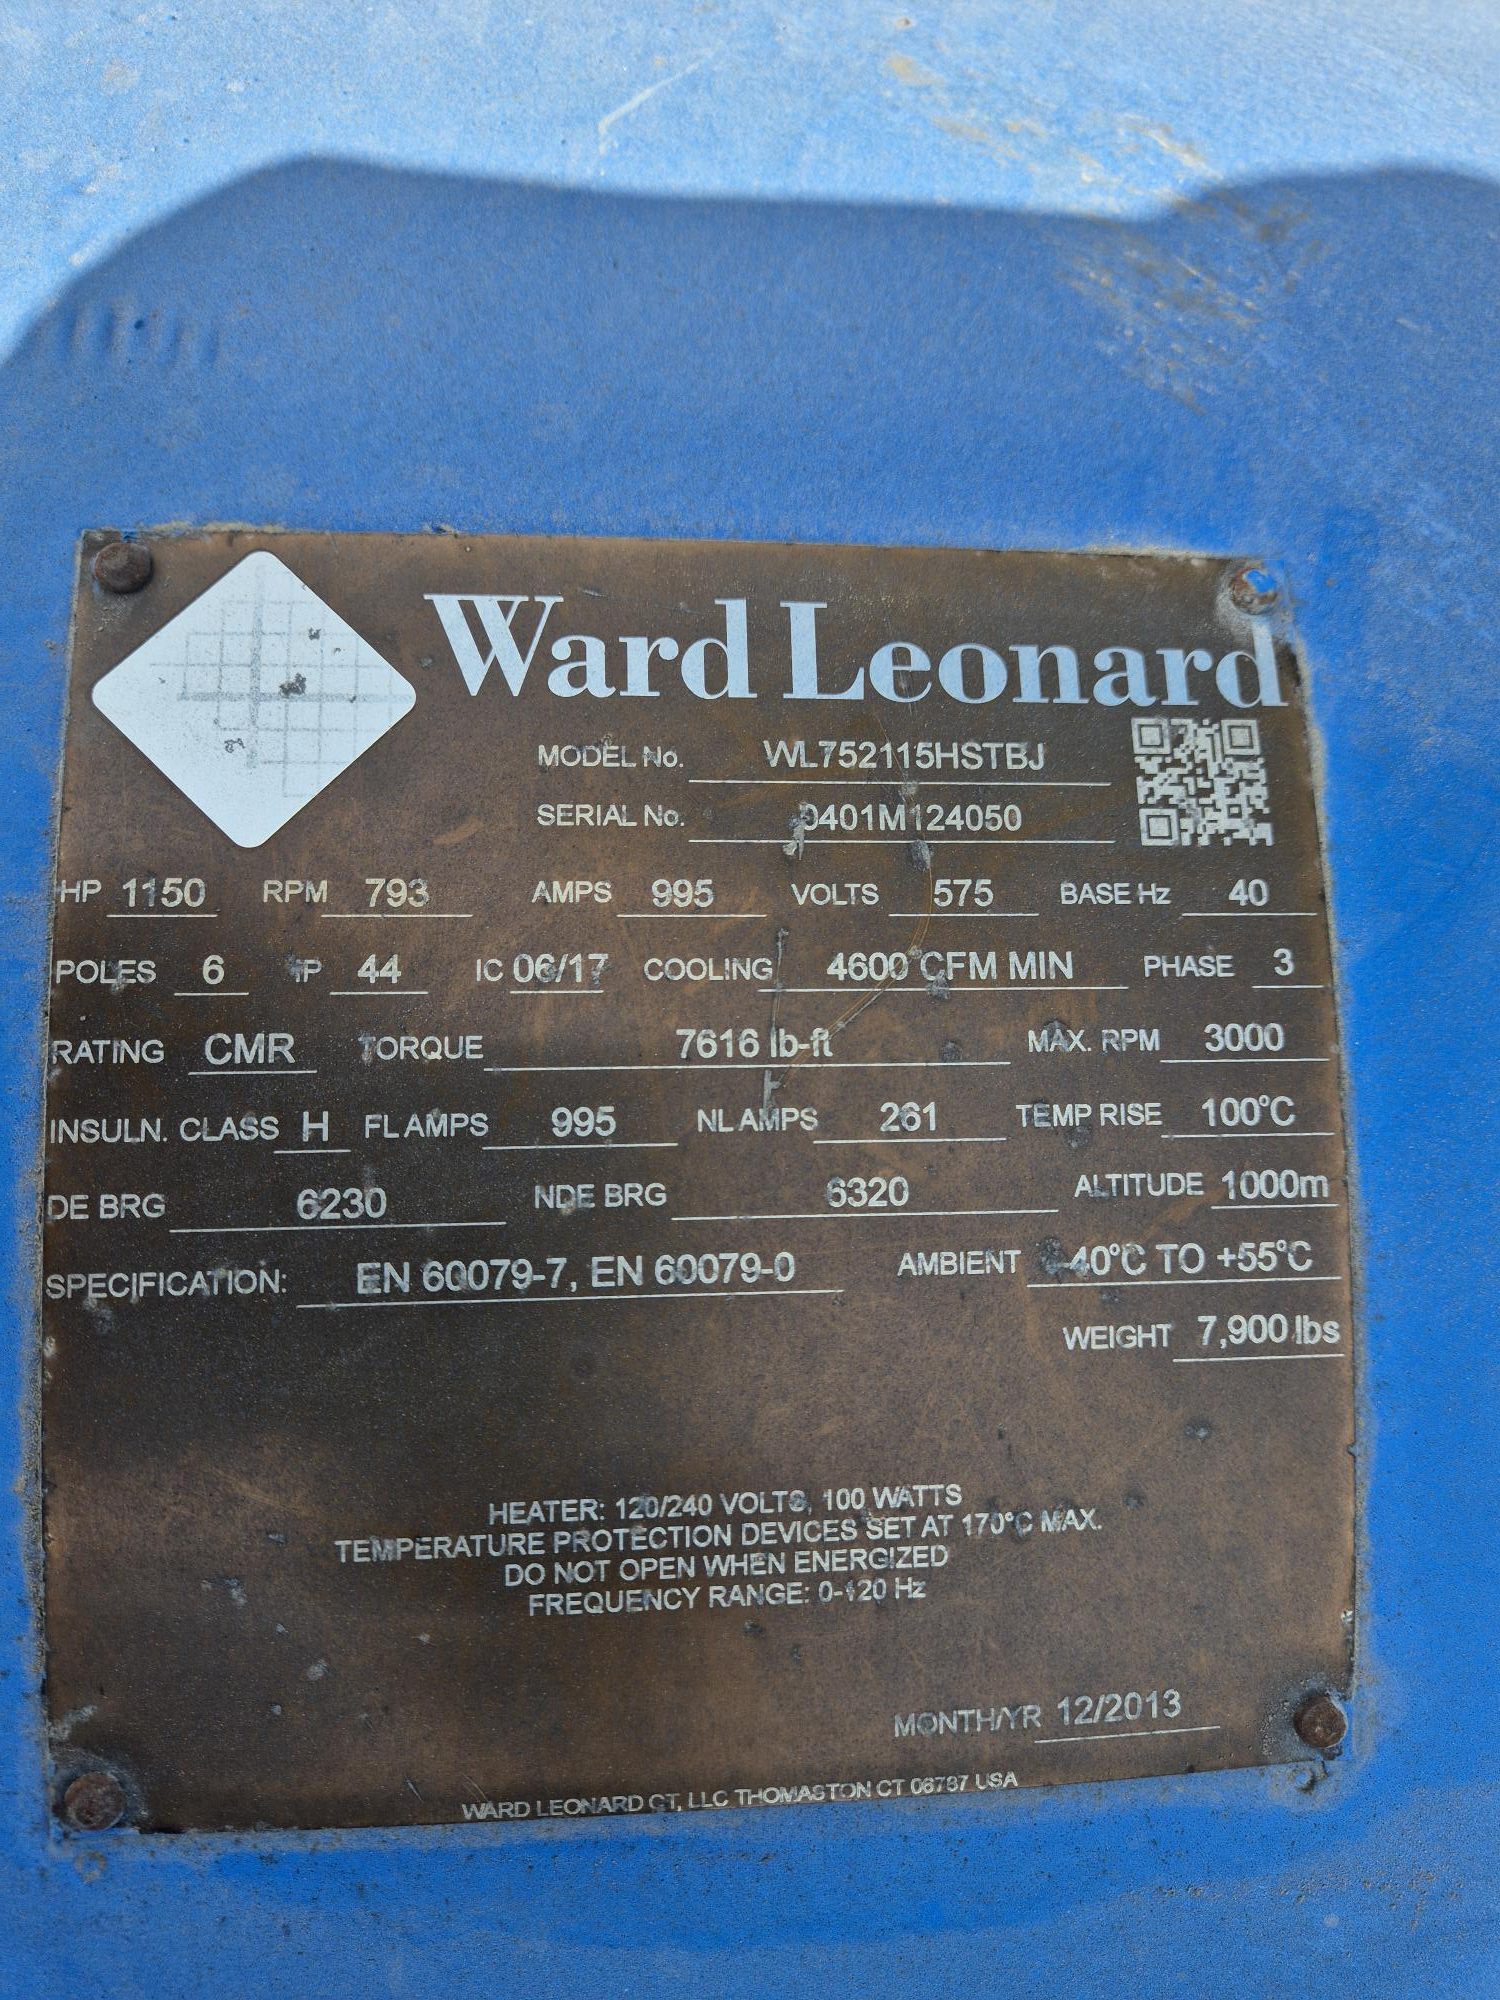 Ward Leonard
MODEL No. WL752115HSTBJ
SERIAL No. 0401M124050
HP 1150 RPM 793 AMPS 995 VOLTS 575 BASE Hz 40
POLES 6 IP 44 IC 06/17 COOLING 4600 CFM MIN PHASE 3
RATING CMR TORQUE 7616 lb-ft MAX. RPM 3000
INSULN. CLASS H FL AMPS 995 NL AMPS 261 TEMP RISE 100°C
DE BRG 6230 NDE BRG 6320 ALTITUDE 1000m
SPECIFICATION: EN 60079-7, EN 60079-0 AMBIENT -40°C TO +55°C
WEIGHT 7,900 lbs
HEATER: 120/240 VOLTS, 100 WATTS
TEMPERATURE PROTECTION DEVICES SET AT 170°C MAX.
DO NOT OPEN WHEN ENERGIZED
FREQUENCY RANGE: 0-120 Hz
MONTH/YR 12/2013
WARD LEONARD CT, LLC THOMASTON CT 06787 USA